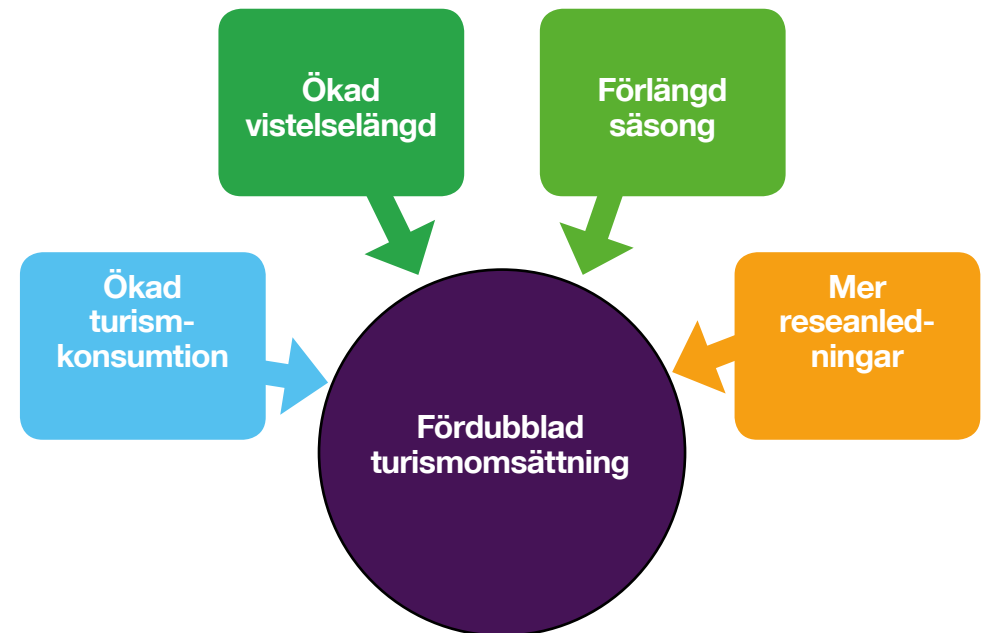 Ökad
vistelselängd
Förlängd
säsong
Ökad
turism-
konsumtion
Mer
reseanled-
ningar
Fördubblad
turismomsättning